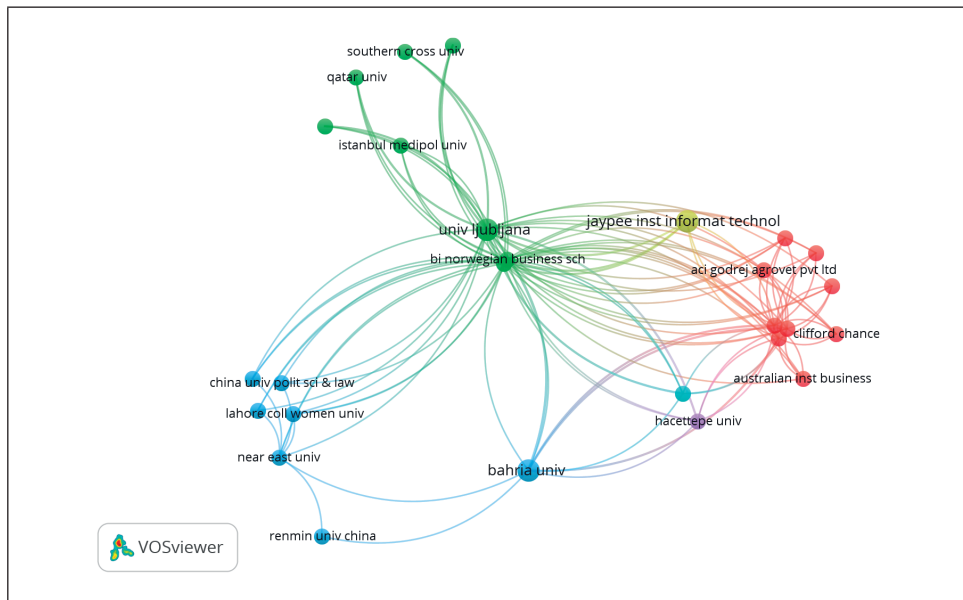 southern cross univ
qatar univ
istanbul medipol univ
jaypee inst informat technol
univ ljubljana
bi norwegian business sch
aci godrej agrovet pvt ltd
clifford chance
australian inst business
china univ polit sci & law
lahore coll women univ
hacettepe univ
near east univ
bahria univ
renmin univ china
VOSviewer